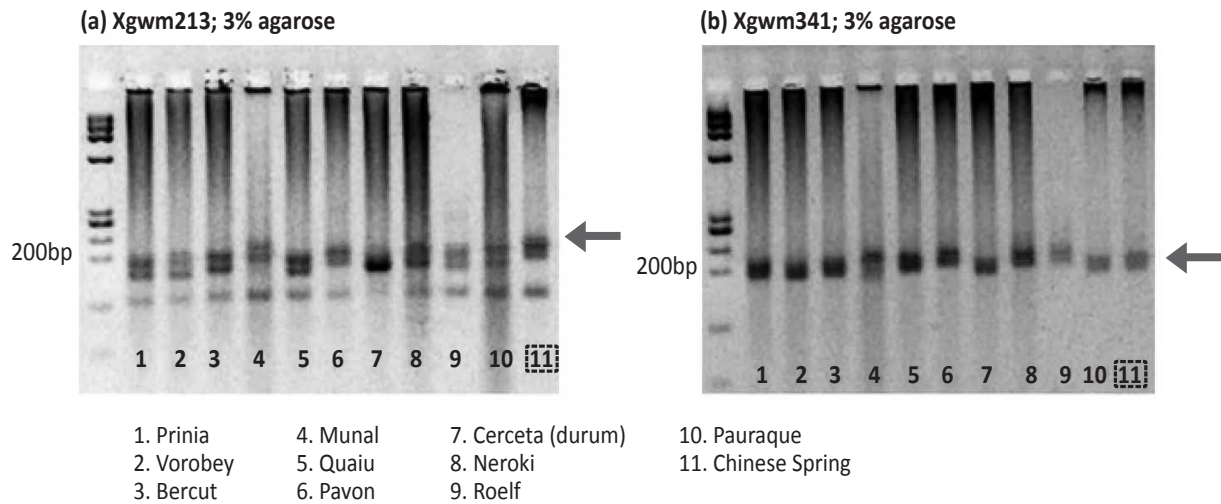 (a) Xgwm213; 3% agarose
(b) Xgwm341; 3% agarose
200bp
200bp
1 2 3 4 5 6 7 8 9 10 11
1 2 3 4 5 6 7 8 9 10 11
1. Prinia 4. Munal 7. Cerceta (durum) 10. Pauraque
2. Vorobey 5. Quaiu 8. Neroki 11. Chinese Spring
3. Bercut 6. Pavon 9. Roelf